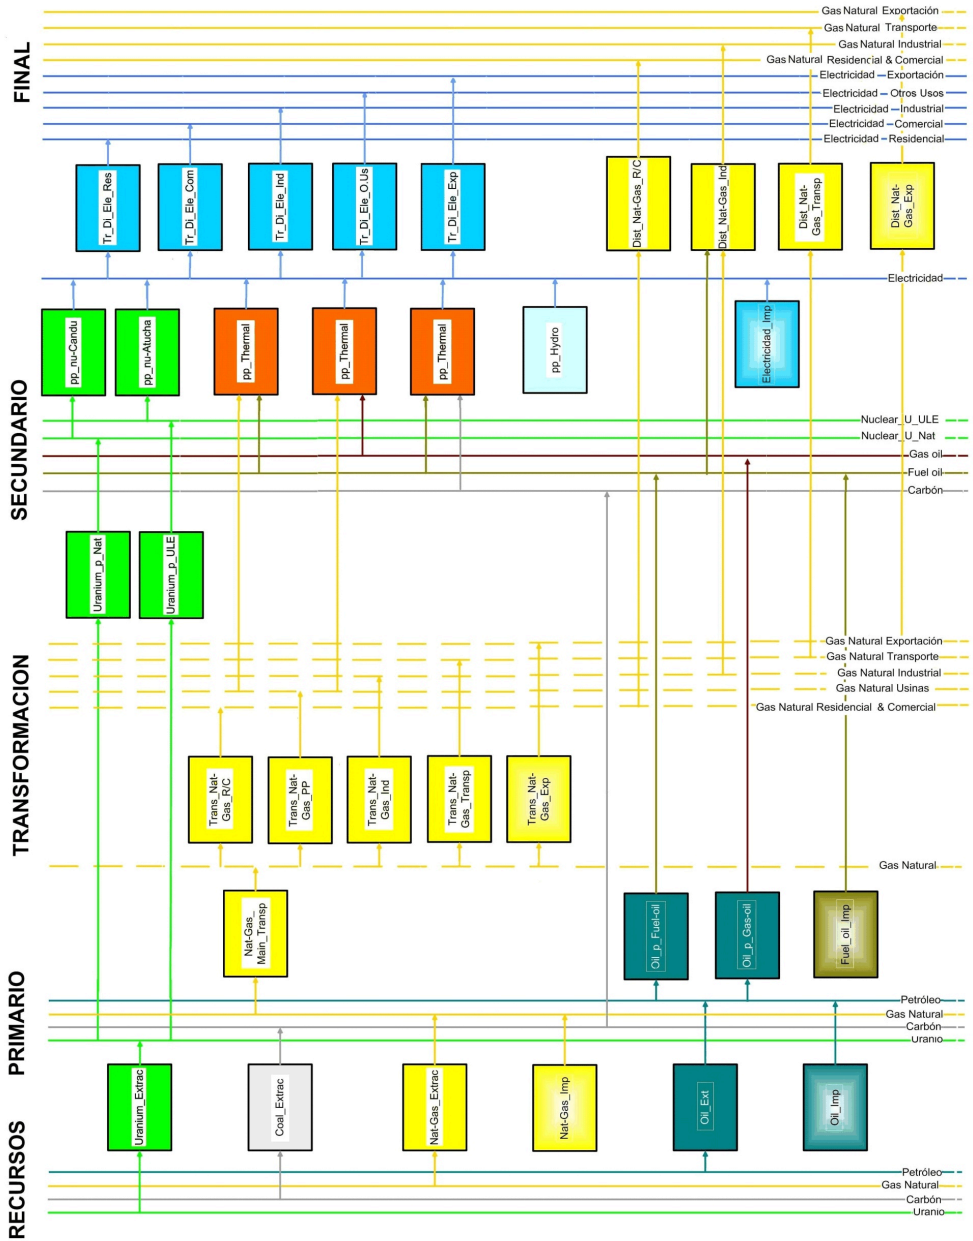 FINAL
Gas Natural Exportación
Gas Natural Transporte
Gas Natural Industrial
Gas Natural Residencial & Comercial
Electricidad Exportación
Electricidad Otros Usos
Electricidad Industrial
Electricidad Comercial
Electricidad Residencial
Tr_Di_Ele_Res
Tr_Di_Ele_Com
Tr_Di_Ele_Ind
Tr_Di_Ele_O.Us
Tr_Di_Ele_Exp
Dist_Nat-Gas_R/C
Dist_Nat-Gas_Ind
Dist_Nat-
Gas_Transp
Dist_Nat-
Gas_Exp
Electricidad
SECUNDARIO
pp_nu-Candu
pp_nu-Atucha
pp_Thermal
pp_Thermal
pp_Thermal
pp_Hydro
Electricidad_Imp
Nuclear_U_ULE
Nuclear_U_Nat
Gas oil
Fuel oil
Carbón
Uranium_p_Nat
Uranium_p_ULE
TRANSFORMACION
Gas Natural Exportación
Gas Natural Transporte
Gas Natural Industrial
Gas Natural Usinas
Gas Natural Residencial & Comercial
Trans_Nat-
Gas_R/C
Trans_Nat-
Gas_PP
Trans_Nat-
Gas_Ind
Trans_Nat-
Gas_Transp
Trans_Nat-
Gas_Exp
Gas Natural
Nat-Gas_
Main_Transp
Oil_p_Fuel-oil
Oil_p_Gas-oil
Fuel_oil_Imp
PRIMARIO
Petróleo
Gas Natural
Carbón
Uranio
Uranium_Extrac
Coal_Extrac
Nat-Gas_Extrac
Nat-Gas_Imp
Oil_Ext
Oil_Imp
RECURSOS
Petróleo
Gas Natural
Carbón
Uranio